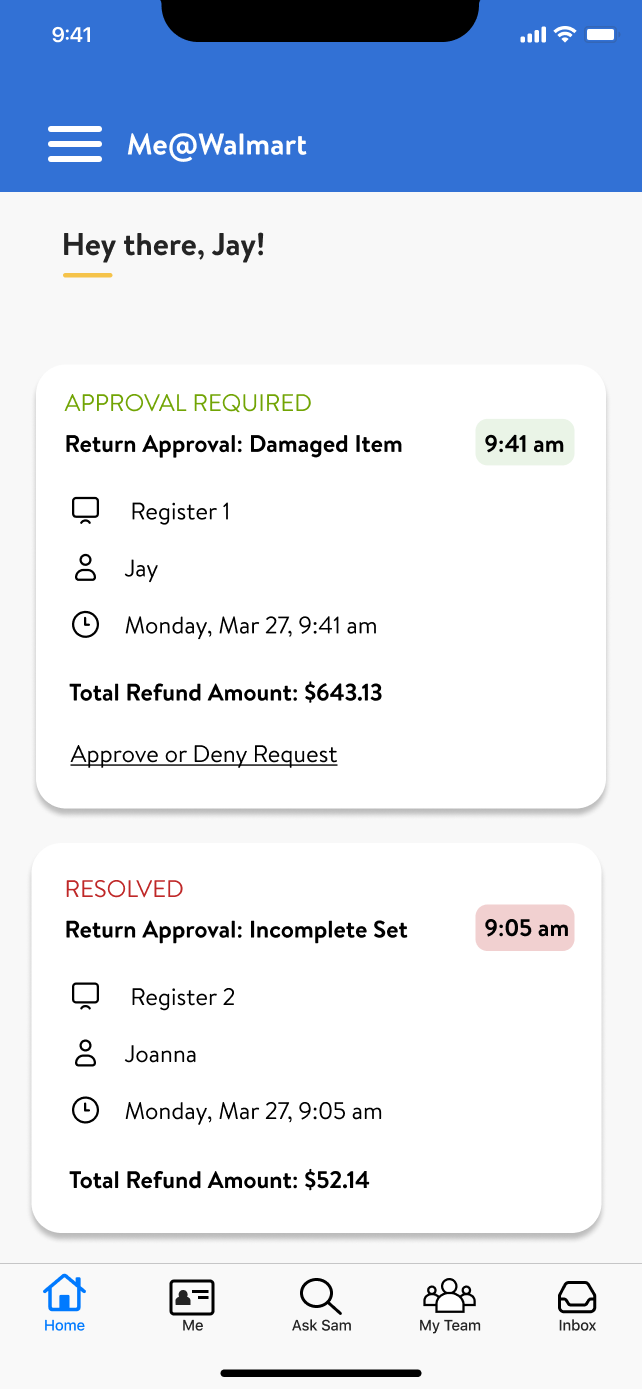 9:41
Me@Walmart
Hey there, Jay!
APPROVAL REQUIRED
Return Approval: Damaged Item
9:41 am
Register 1
Jay
Monday, Mar 27, 9:41 am
Total Refund Amount: $643.13
Approve or Deny Request
RESOLVED
Return Approval: Incomplete Set
9:05 am
Register 2
Joanna
Monday, Mar 27, 9:05 am
Total Refund Amount: $52.14
Home
Me
Ask Sam
My Team
Inbox